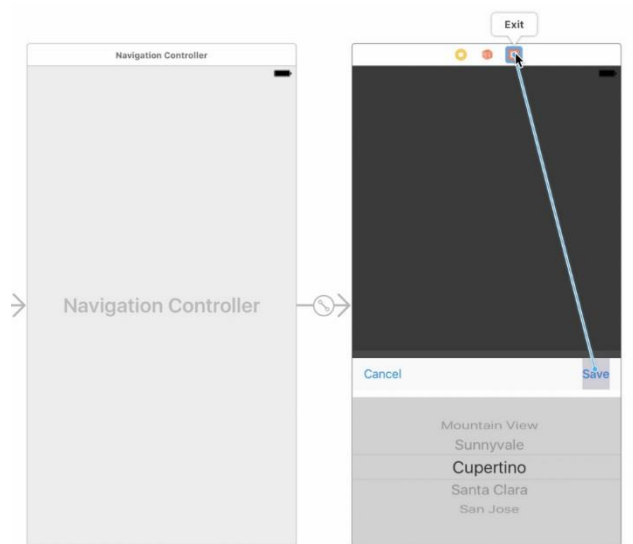 Exit
Navigation Controller
Navigation Controller
Cancel
Save
Mountain View
Sunnyvale
Cupertino
Santa Clara
San Jose